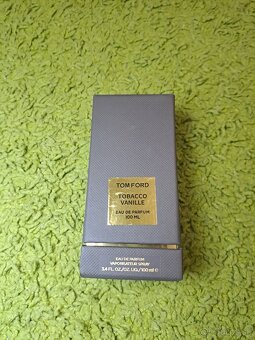 TOM FORD
TOBACCO
VANILLE
EAU DE PARFUM
100 ML
EAU DE PARFUM
VAPORISATEUR SPRAY
3.4 FL.OZ./OZ. LIQ./100 ml ℮